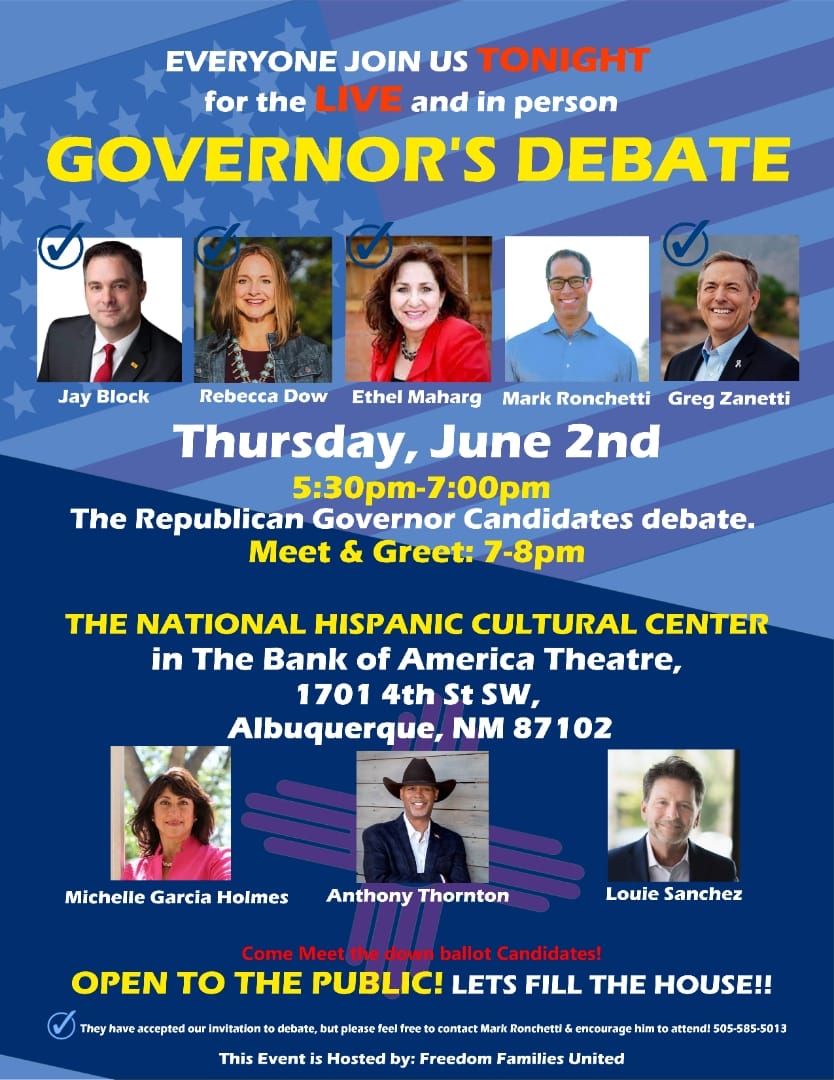 EVERYONE JOIN US TONIGHT
for the LIVE and in person
GOVERNOR'S DEBATE
Jay Block
Rebecca Dow
Ethel Maharg
Mark Ronchetti
Greg Zanetti
Thursday, June 2nd
5:30pm-7:00pm
The Republican Governor Candidates debate.
Meet & Greet: 7-8pm
THE NATIONAL HISPANIC CULTURAL CENTER
in The Bank of America Theatre,
1701 4th St SW,
Albuquerque, NM 87102
Michelle Garcia Holmes
Anthony Thornton
Louie Sanchez
Come Meet the down ballot Candidates!
OPEN TO THE PUBLIC! LETS FILL THE HOUSE!!
They have accepted our invitation to debate, but please feel free to contact Mark Ronchetti & encourage him to attend! 505-585-5013
This Event is Hosted by: Freedom Families United